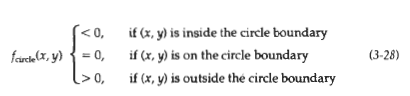 < 0, if (x, y) is inside the circle boundary
f_circle(x, y) = 0, if (x, y) is on the circle boundary (3-28)
> 0, if (x, y) is outside the circle boundary